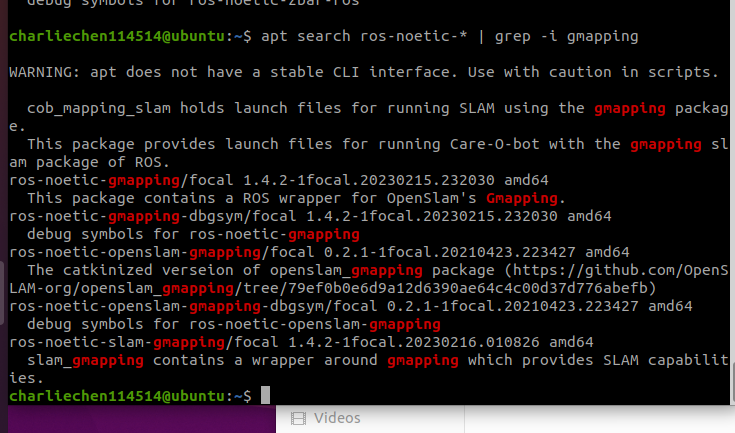 debug symbols for ros-noetic-zbar-ros
charliechen114514@ubuntu:~$ apt search ros-noetic-* | grep -i gmapping
WARNING: apt does not have a stable CLI interface. Use with caution in scripts.
cob_mapping_slam holds launch files for running SLAM using the gmapping packag
e.
This package provides launch files for running Care-O-bot with the gmapping sl
am package of ROS.
ros-noetic-gmapping/focal 1.4.2-1focal.20230215.232030 amd64
This package contains a ROS wrapper for OpenSlam's Gmapping.
ros-noetic-gmapping-dbgsym/focal 1.4.2-1focal.20230215.232030 amd64
debug symbols for ros-noetic-gmapping
ros-noetic-openslam-gmapping/focal 0.2.1-1focal.20210423.223427 amd64
The catkinized verseion of openslam_gmapping package (https://github.com/OpenS
LAM-org/openslam_gmapping/tree/79ef0b0e6d9a12d6390ae64c4c00d37d776abefb)
ros-noetic-openslam-gmapping-dbgsym/focal 0.2.1-1focal.20210423.223427 amd64
debug symbols for ros-noetic-openslam-gmapping
ros-noetic-slam-gmapping/focal 1.4.2-1focal.20230216.010826 amd64
slam_gmapping contains a wrapper around gmapping which provides SLAM capabilit
ies.
charliechen114514@ubuntu:~$
Videos